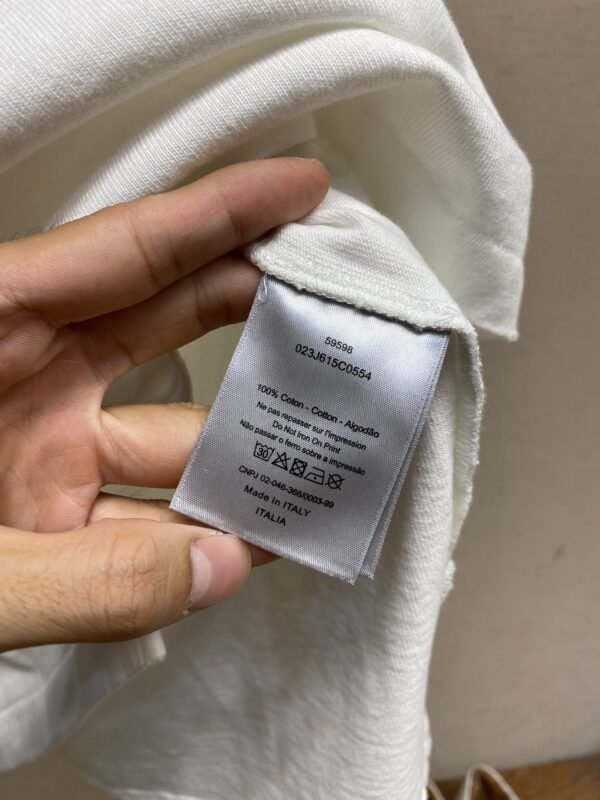 59598
023J615C0554
100% Coton - Cotton - Algodão
Ne pas repasser sur l'impression
Do Not Iron On Print
Não passar o ferro sobre a impressão
30
CNPJ 02-046-366/0003-99
Made In ITALY
ITALIA